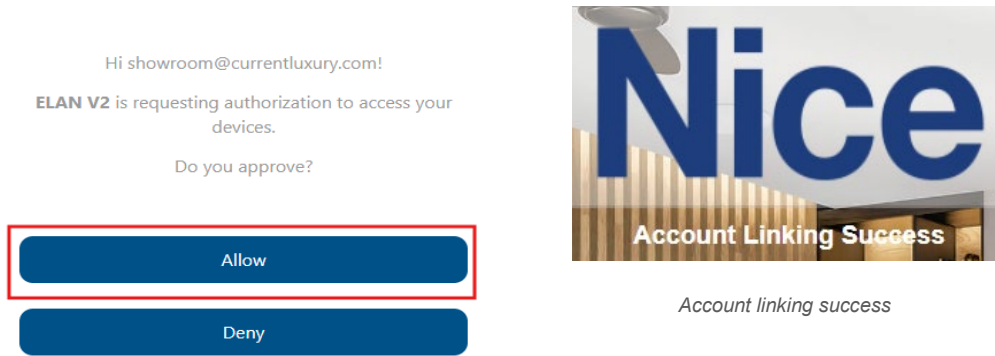 Hi showroom@currentluxury.com!
ELAN V2 is requesting authorization to access your
devices.
Do you approve?
Allow
Deny
Nice
Account Linking Success
Account linking success